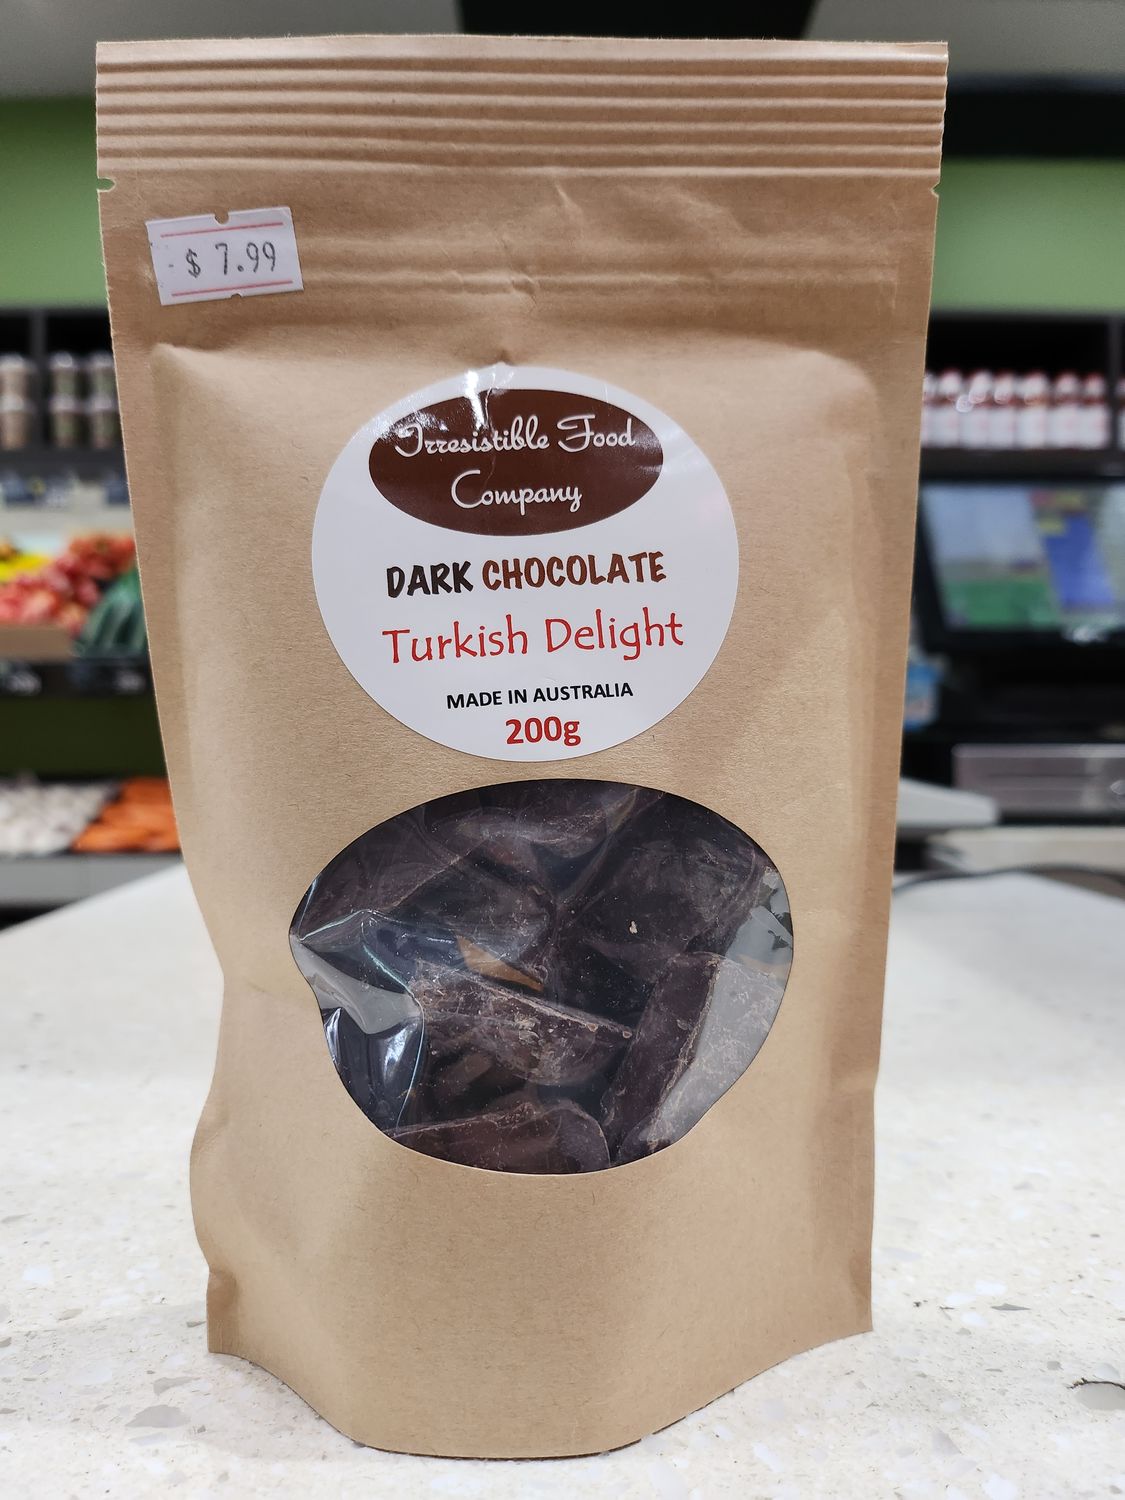 $ 7.99
Irresistible Food
Company
DARK CHOCOLATE
Turkish Delight
MADE IN AUSTRALIA
200g